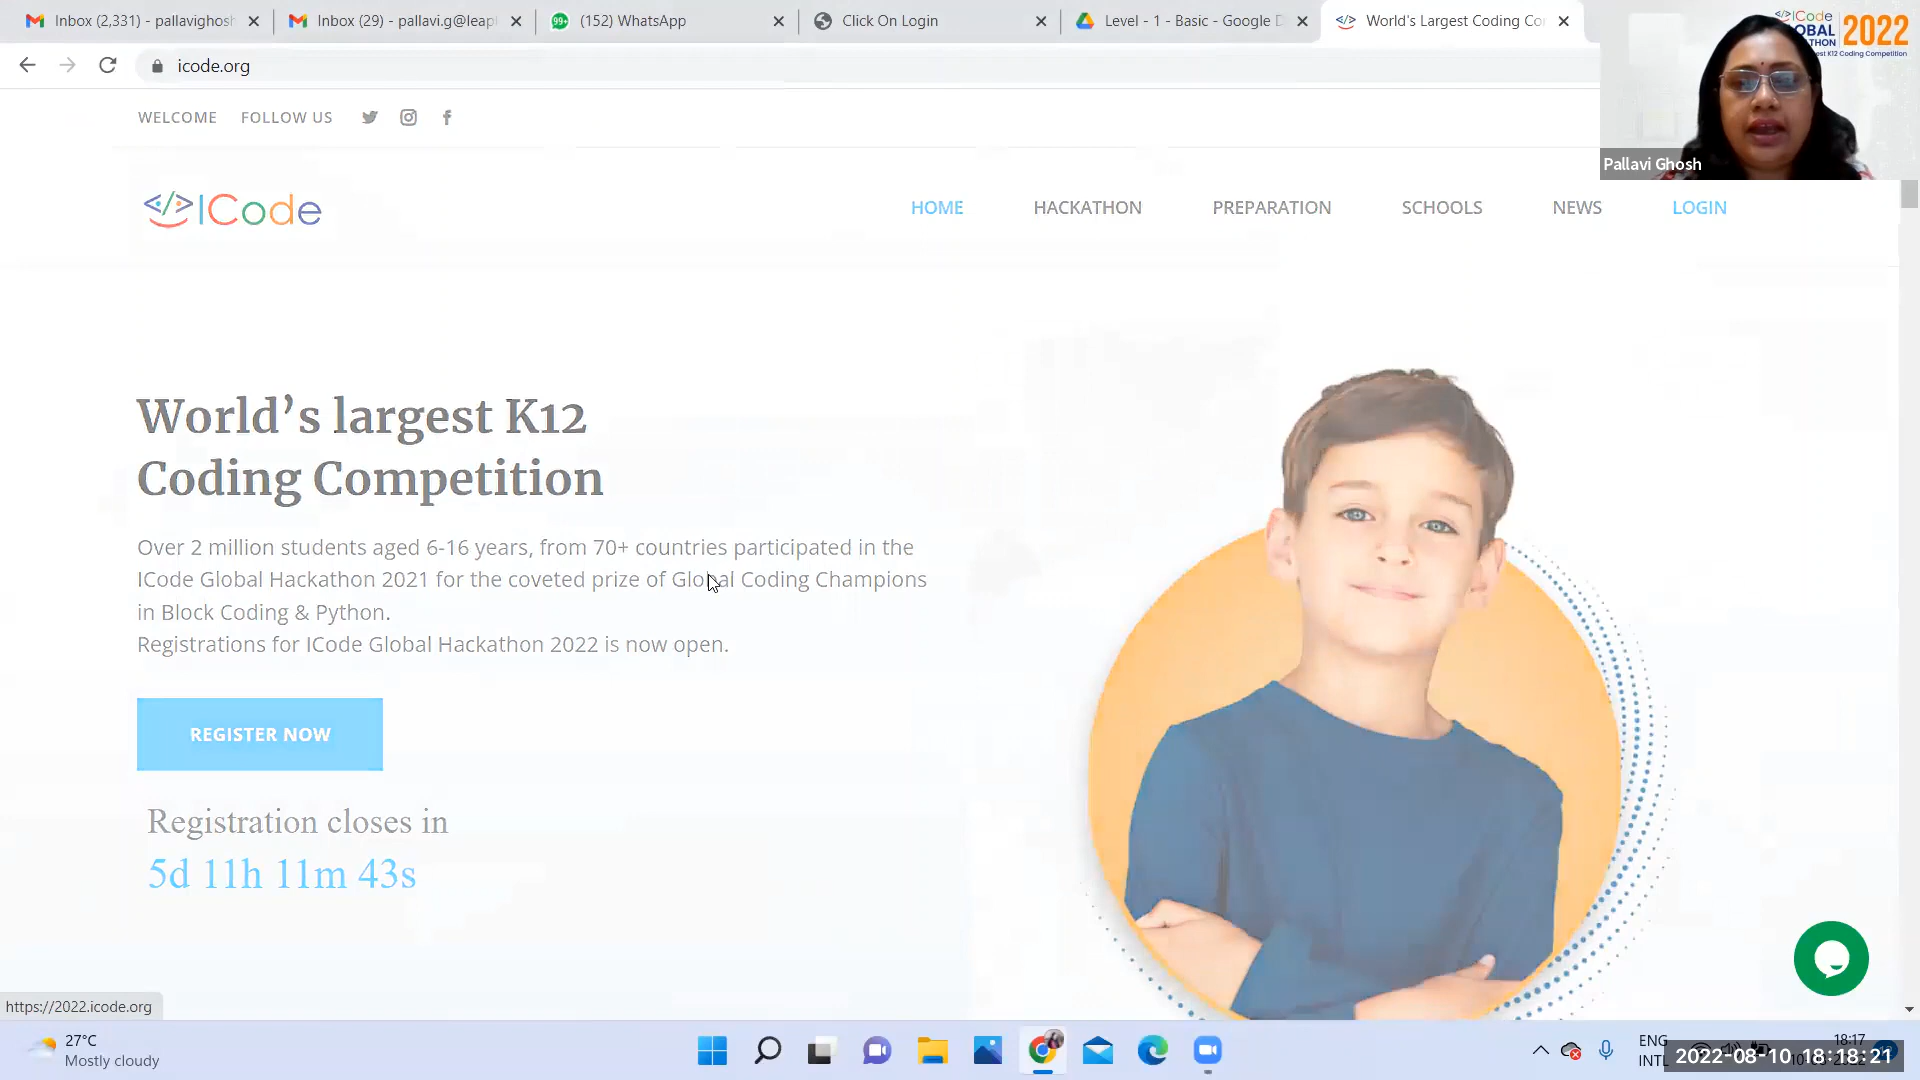 Inbox (2,331) - pallavighosh
Inbox (29) - pallavi.g@leap
(152) WhatsApp
Click On Login
Level - 1 - Basic - Google D
World's Largest Coding Co
icode.org
ICode
2022
K12 Coding Competition
Pallavi Ghosh
WELCOME
FOLLOW US
ICode
HOME
HACKATHON
PREPARATION
SCHOOLS
NEWS
LOGIN
World's largest K12
Coding Competition
Over 2 million students aged 6-16 years, from 70+ countries participated in the
ICode Global Hackathon 2021 for the coveted prize of Global Coding Champions
in Block Coding & Python.
Registrations for ICode Global Hackathon 2022 is now open.
REGISTER NOW
Registration closes in
5d 11h 11m 43s
https://2022.icode.org
27°C
Mostly cloudy
ENG
INTL
18:17
2022-08-10 18:18:21